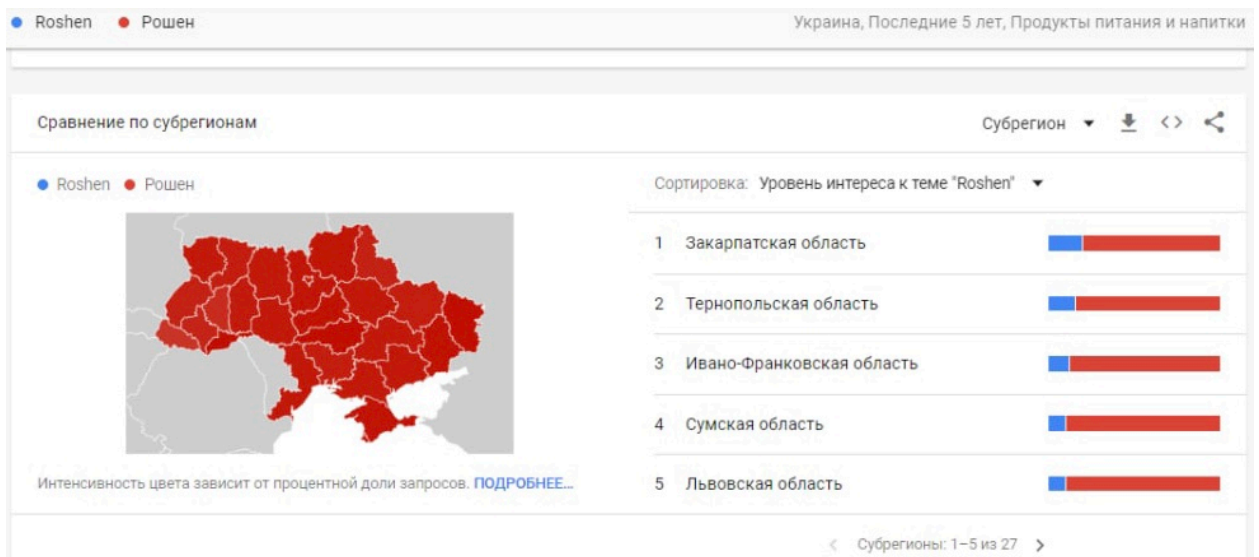 Roshen Рошен Украина, Последние 5 лет, Продукты питания и напитки
Сравнение по субрегионам Субрегион
Roshen Рошен
Сортировка: Уровень интереса к теме "Roshen"
1 Закарпатская область
2 Тернопольская область
3 Ивано-Франковская область
4 Сумская область
5 Львовская область
Интенсивность цвета зависит от процентной доли запросов. ПОДРОБНЕЕ...
Субрегионы: 1–5 из 27